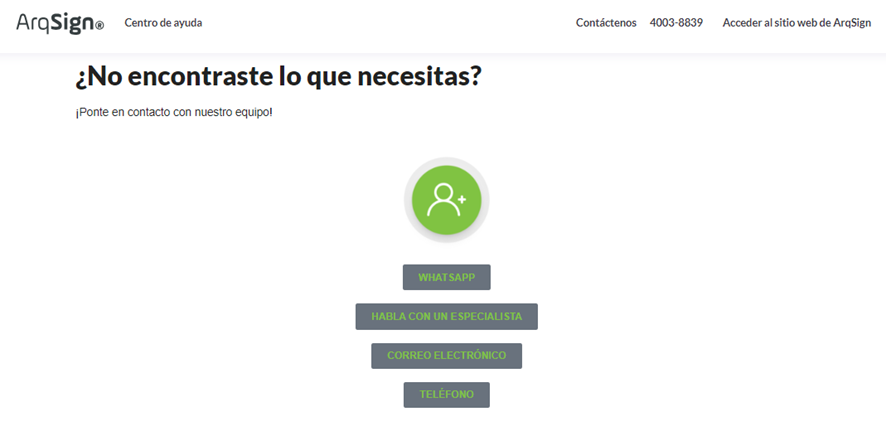 ArqSign® Centro de ayuda Contáctenos 4003-8839 Acceder al sitio web de ArqSign
¿No encontraste lo que necesitas?
¡Ponte en contacto con nuestro equipo!
WHATSAPP
HABLA CON UN ESPECIALISTA
CORREO ELECTRÓNICO
TELÉFONO